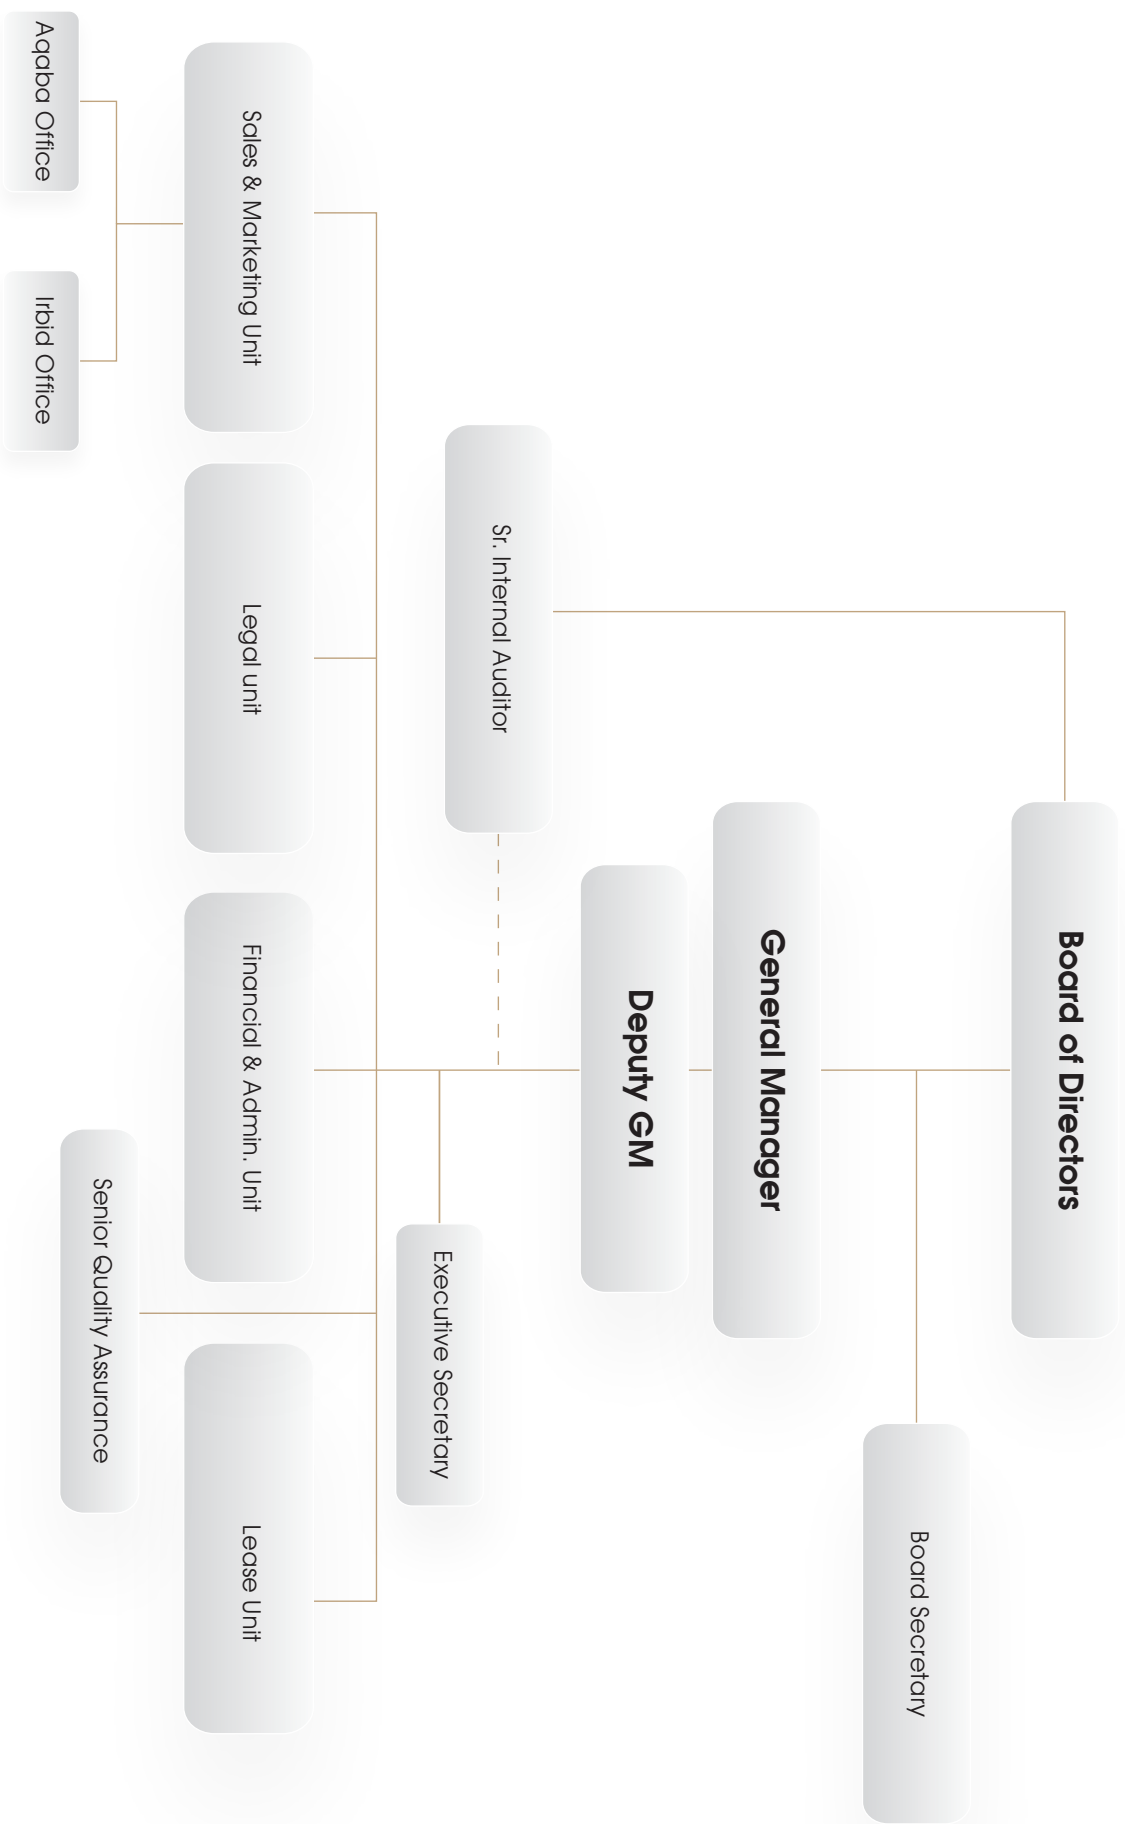 Board of Directors
Board Secretary
General Manager
Deputy GM
Sr. Internal Auditor
Executive Secretary
Sales & Marketing Unit
Legal unit
Financial & Admin. Unit
Lease Unit
Senior Quality Assurance
Aqaba Office
Irbid Office